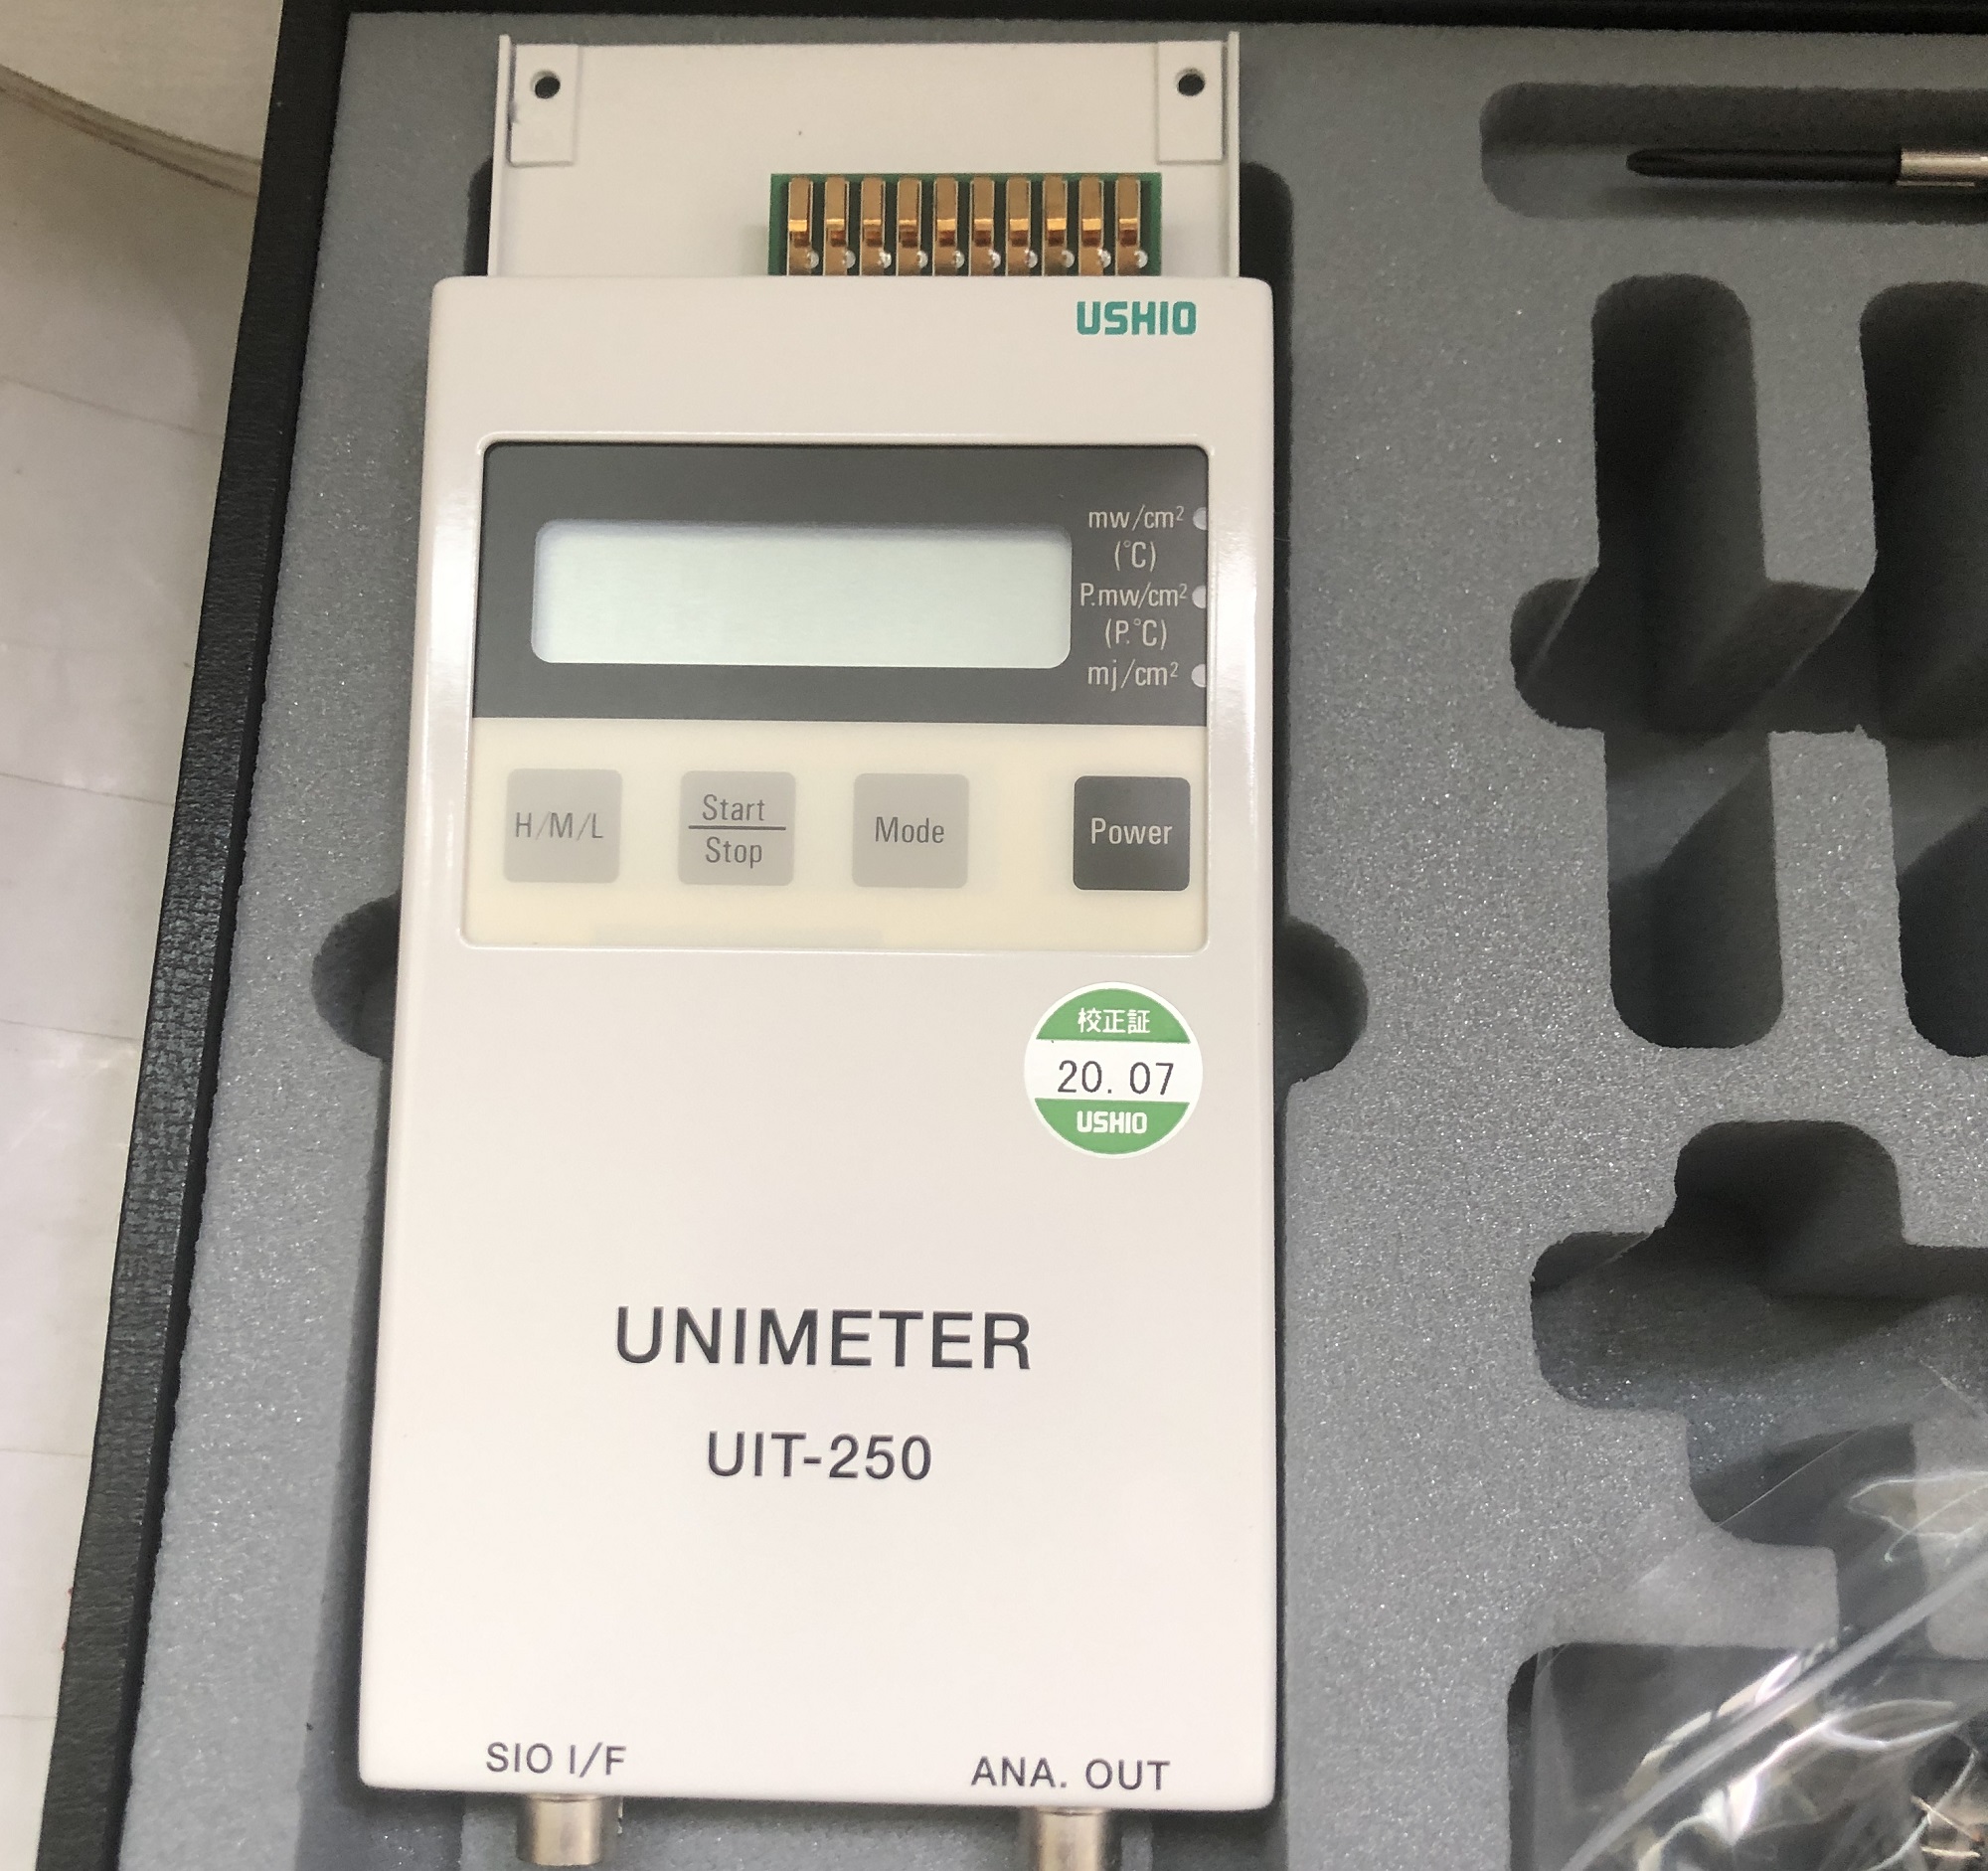 USHIO
mw/cm²
(°C)
P.mw/cm²
(P.°C)
mj/cm²
H/M/L
Start
Stop
Mode
Power
校正証
20.07
USHIO
UNIMETER
UIT-250
SIO I/F
ANA. OUT